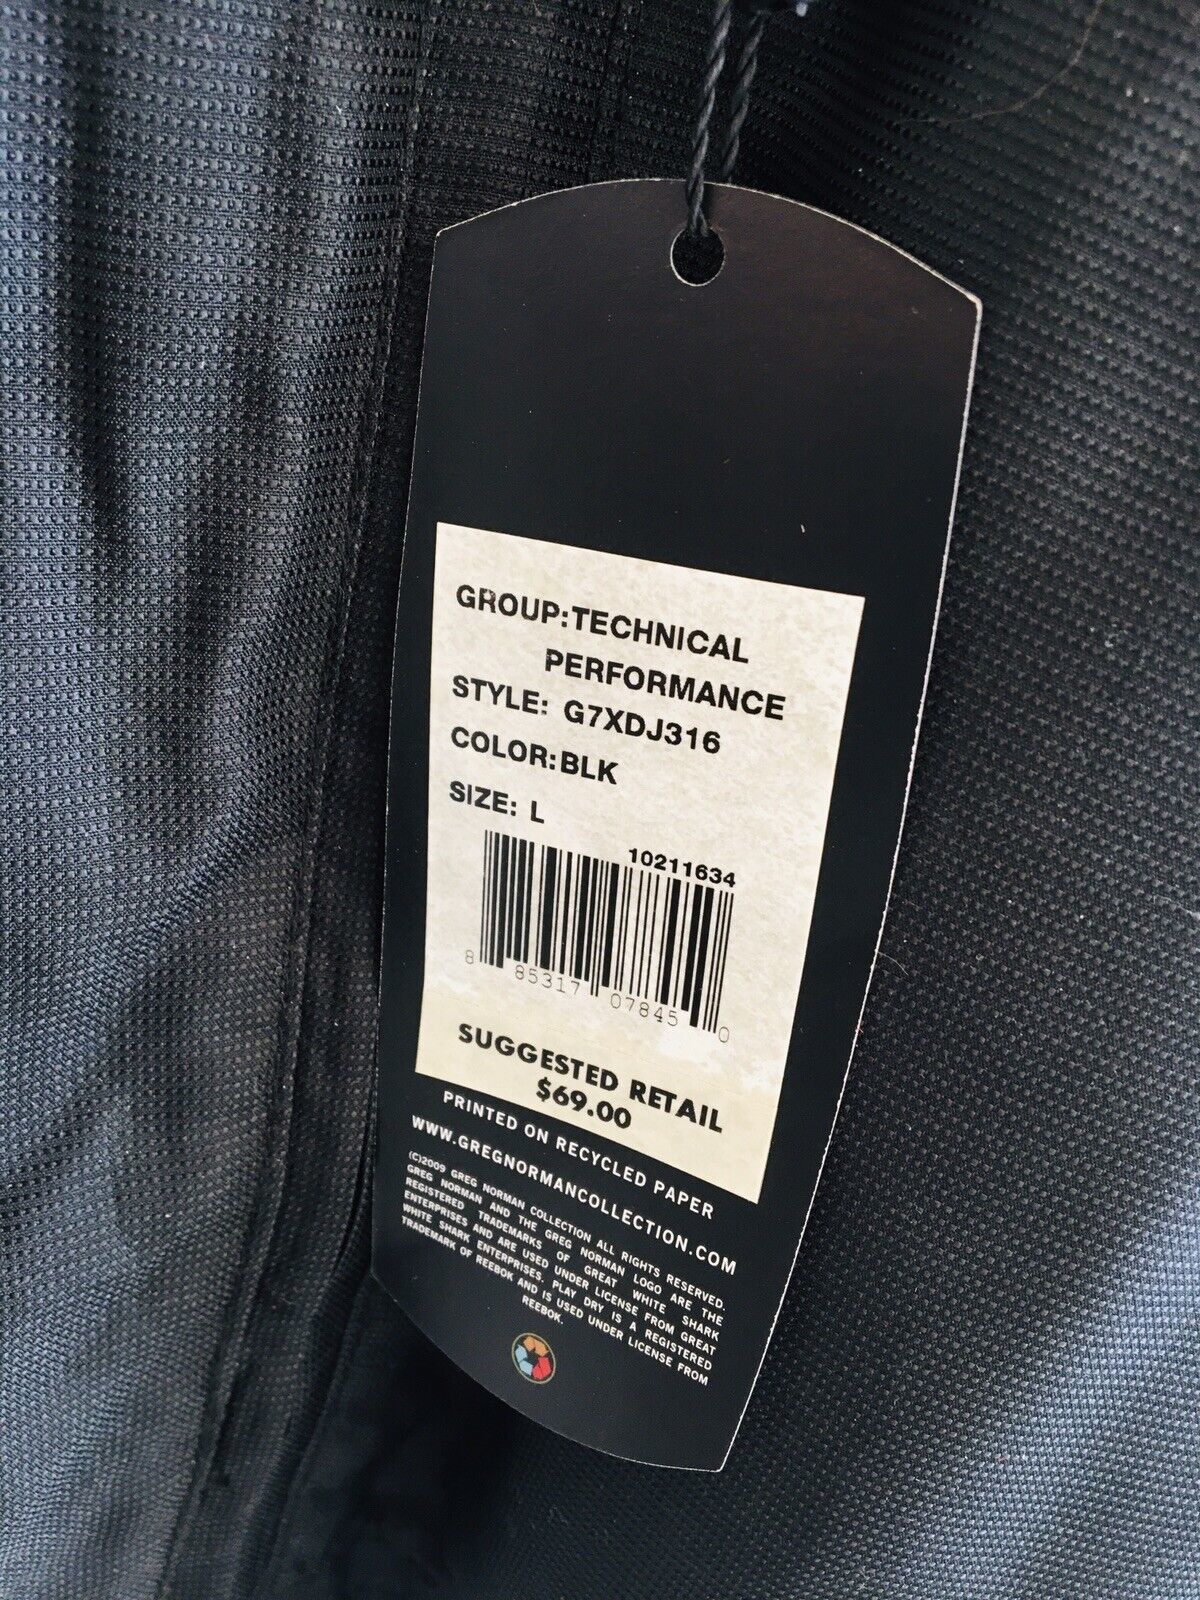 GROUP:TECHNICAL
PERFORMANCE
STYLE: G7XDJ316
COLOR:BLK
SIZE: L
10211634
8 85317 07845 0
SUGGESTED RETAIL
$69.00
PRINTED ON RECYCLED PAPER
WWW.GREGNORMANCOLLECTION.COM
(C)2009 GREG NORMAN COLLECTION ALL RIGHTS RESERVED.
GREG NORMAN AND THE GREG NORMAN LOGO ARE THE
REGISTERED TRADEMARKS OF GREAT WHITE SHARK
ENTERPRISES AND ARE USED UNDER LICENSE FROM GREAT
WHITE SHARK ENTERPRISES. PLAY DRY IS A REGISTERED
TRADEMARK OF REEBOK AND IS USED UNDER LICENSE FROM
REEBOK.